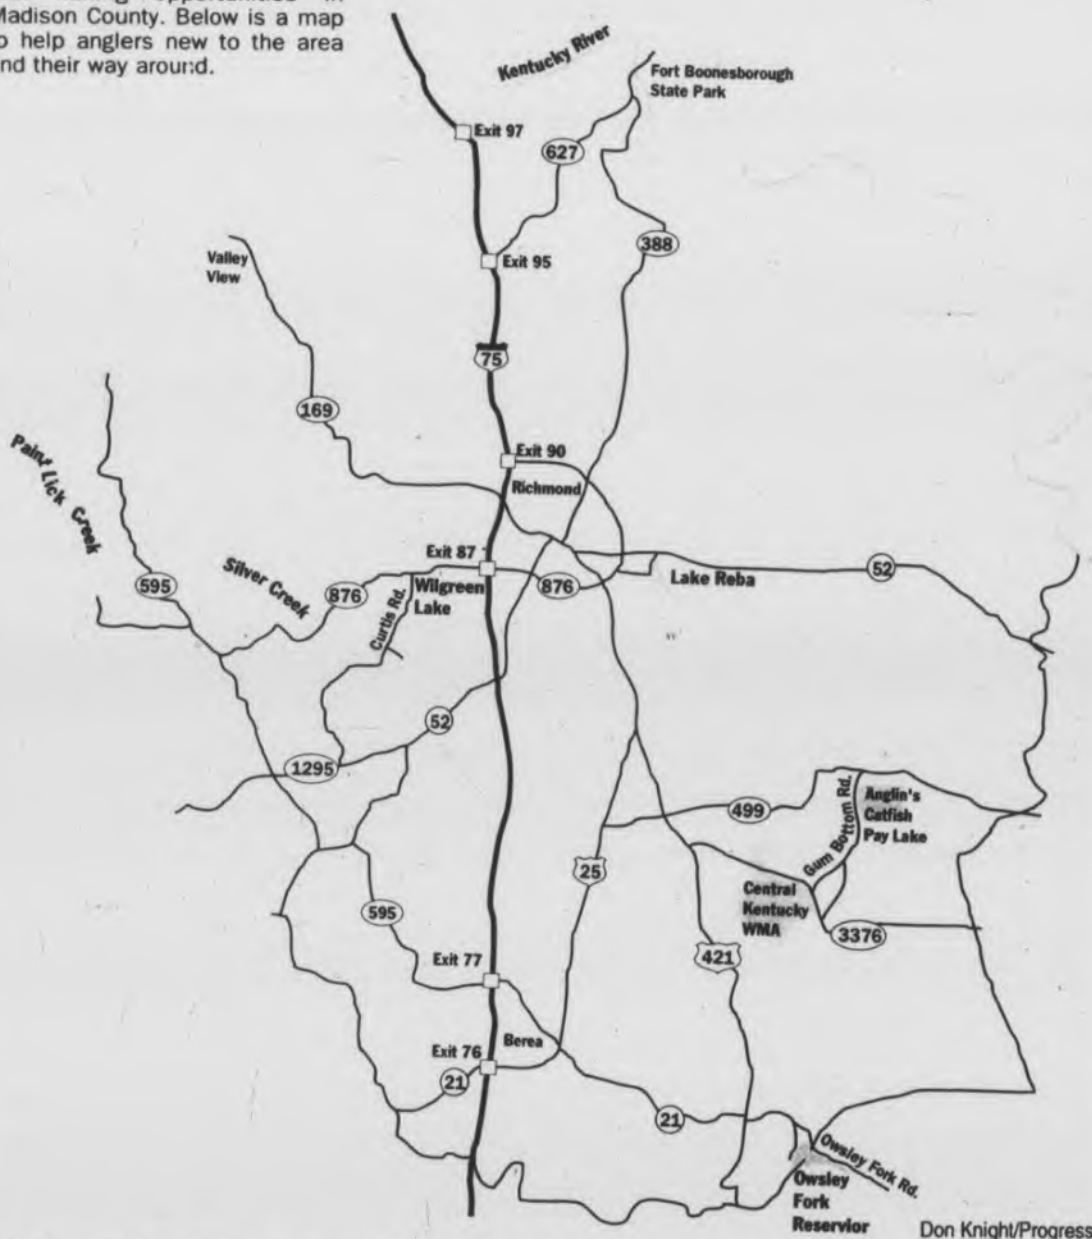 Madison County. Below is a map
help anglers new to the area
their way around.
Kentucky River
Fort Boonesborough
State Park
Exit 97
627
388
Valley
View
Exit 95
75
169
Exit 90
Richmond
Paint Lick Creek
Exit 87
Silver Creek
595
876
Curtis Rd.
Wilgreen
Lake
876
Lake Reba
52
52
1295
499
Gum Bottom Rd.
Anglin's
Catfish
Pay Lake
25
Central
Kentucky
WMA
3376
595
421
Exit 77
Berea
Exit 76
21
21
Owsley Fork Rd.
Owsley
Fork
Reservior
Don Knight/Progress